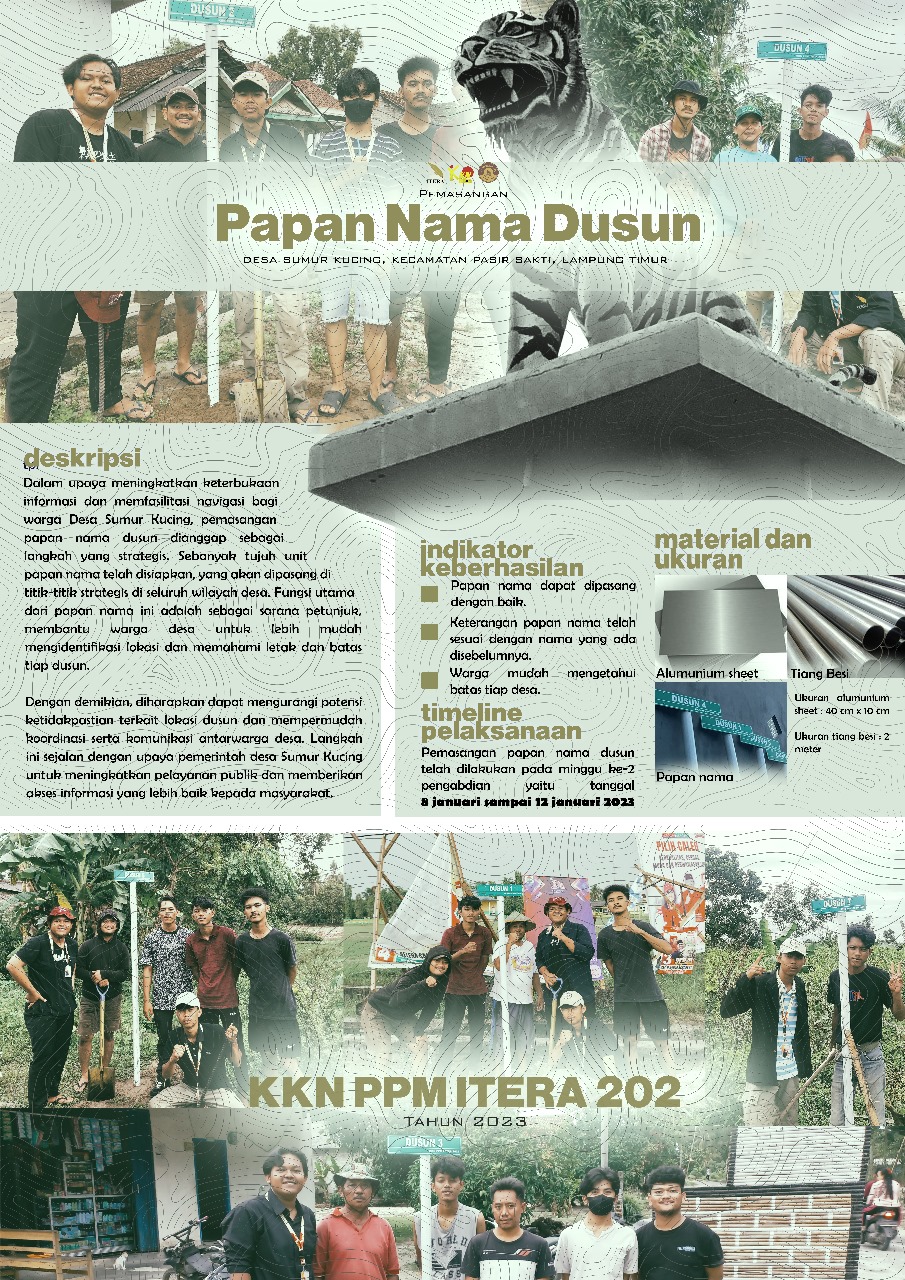 DUSUN 2
DUSUN 4
ITERA
Pemasangan
Papan Nama Dusun
DESA SUMUR KUCING, KECAMATAN PASIR SAKTI, LAMPUNG TIMUR
deskripsi
Dalam upaya meningkatkan keterbukaan
informasi dan memfasilitasi navigasi bagi
warga Desa Sumur Kucing, pemasangan
papan nama dusun dianggap sebagai
langkah yang strategis. Sebanyak tujuh unit
papan nama telah disiapkan, yang akan dipasang di
titik-titik strategis di seluruh wilayah desa. Fungsi utama
dari papan nama ini adalah sebagai sarana petunjuk,
membantu warga desa untuk lebih mudah
mengidentifikasi lokasi dan memahami letak dan batas
tiap dusun.
Dengan demikian, diharapkan dapat mengurangi potensi
ketidakpastian terkait lokasi dusun dan mempermudah
koordinasi serta komunikasi antarwarga desa. Langkah
ini sejalan dengan upaya pemerintah desa Sumur Kucing
untuk meningkatkan pelayanan publik dan memberikan
akses informasi yang lebih baik kepada masyarakat.
indikator
keberhasilan
Papan nama dapat dipasang
dengan baik.
Keterangan papan nama telah
sesuai dengan nama yang ada
disebelumnya.
Warga mudah mengetahui
batas tiap desa.
timeline
pelaksanaan
Pemasangan papan nama dusun
telah dilakukan pada minggu ke-2
pengabdian yaitu tanggal
8 januari sampai 12 januari 2023
material dan
ukuran
Alumunium sheet
Tiang Besi
DUSUN 4
Papan nama
Ukuran alumunium
sheet : 40 cm x 10 cm
Ukuran tiang besi : 2
meter
DUSUN 1
PILIH CALEG
3
KKN PPM ITERA 202
TAHUN 2023
DUSUN 3